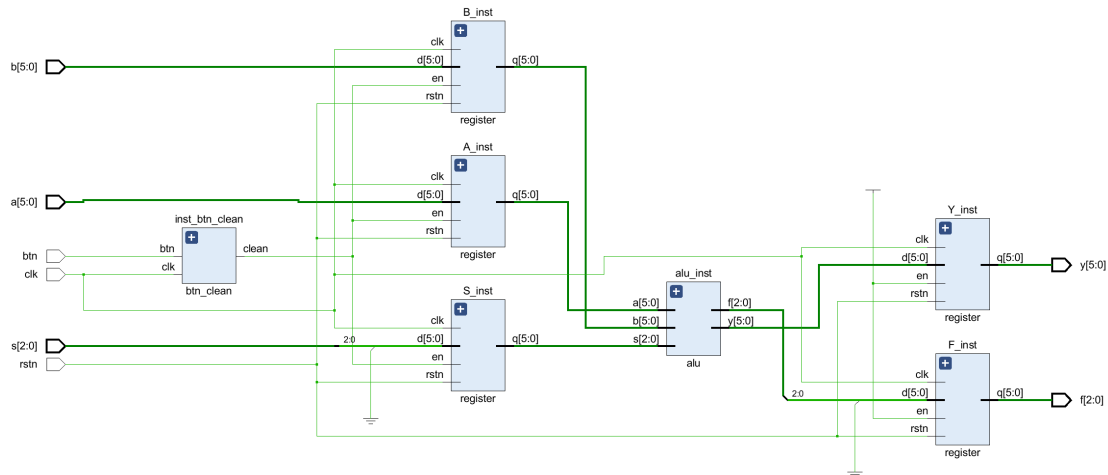 B_inst
clk
b[5:0]
d[5:0]
q[5:0]
en
rstn
register
A_inst
clk
a[5:0]
d[5:0]
q[5:0]
en
rstn
register
inst_btn_clean
btn
btn
clean
clk
clk
btn_clean
S_inst
clk
s[2:0]
2:0
d[5:0]
q[5:0]
en
rstn
rstn
register
alu_inst
a[5:0]
f[2:0]
b[5:0]
y[5:0]
s[2:0]
alu
Y_inst
clk
d[5:0]
q[5:0]
y[5:0]
en
rstn
register
F_inst
clk
2:0
d[5:0]
q[5:0]
f[2:0]
en
rstn
register